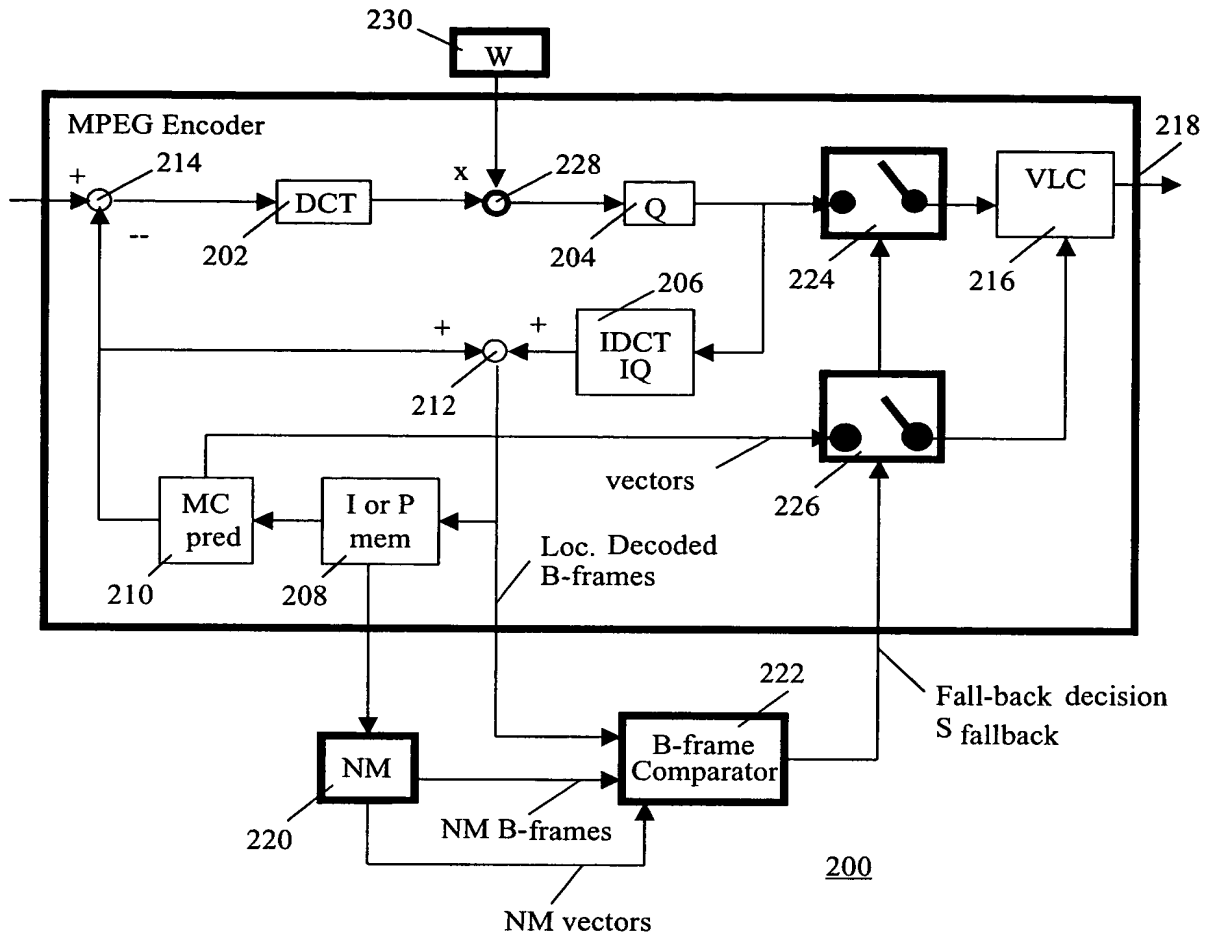 230
W
MPEG Encoder
218
+
214
x
228
VLC
DCT
Q
--
202
204
224
216
206
+
+
IDCT
IQ
212
vectors
226
MC
pred
I or P
mem
Loc. Decoded
B-frames
210
208
222
Fall-back decision
S fallback
B-frame
Comparator
NM
NM B-frames
220
200
NM vectors